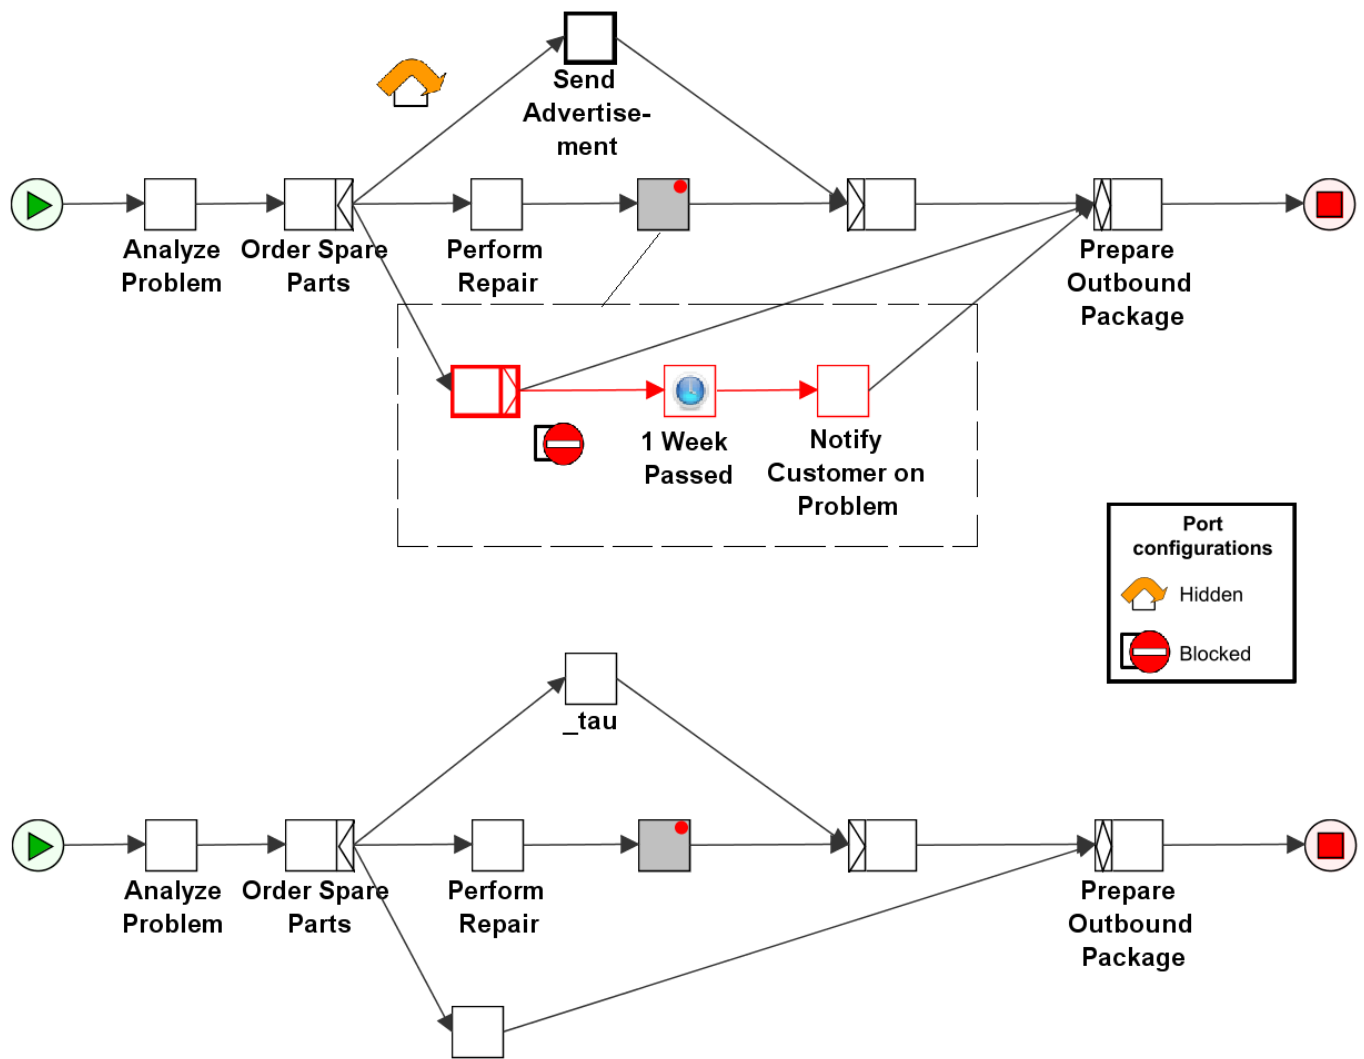 Send
Advertise-
ment
Analyze
Problem
Order Spare
Parts
Perform
Repair
Prepare
Outbound
Package
1 Week
Passed
Notify
Customer on
Problem
Port
configurations
Hidden
Blocked
_tau
Analyze
Problem
Order Spare
Parts
Perform
Repair
Prepare
Outbound
Package